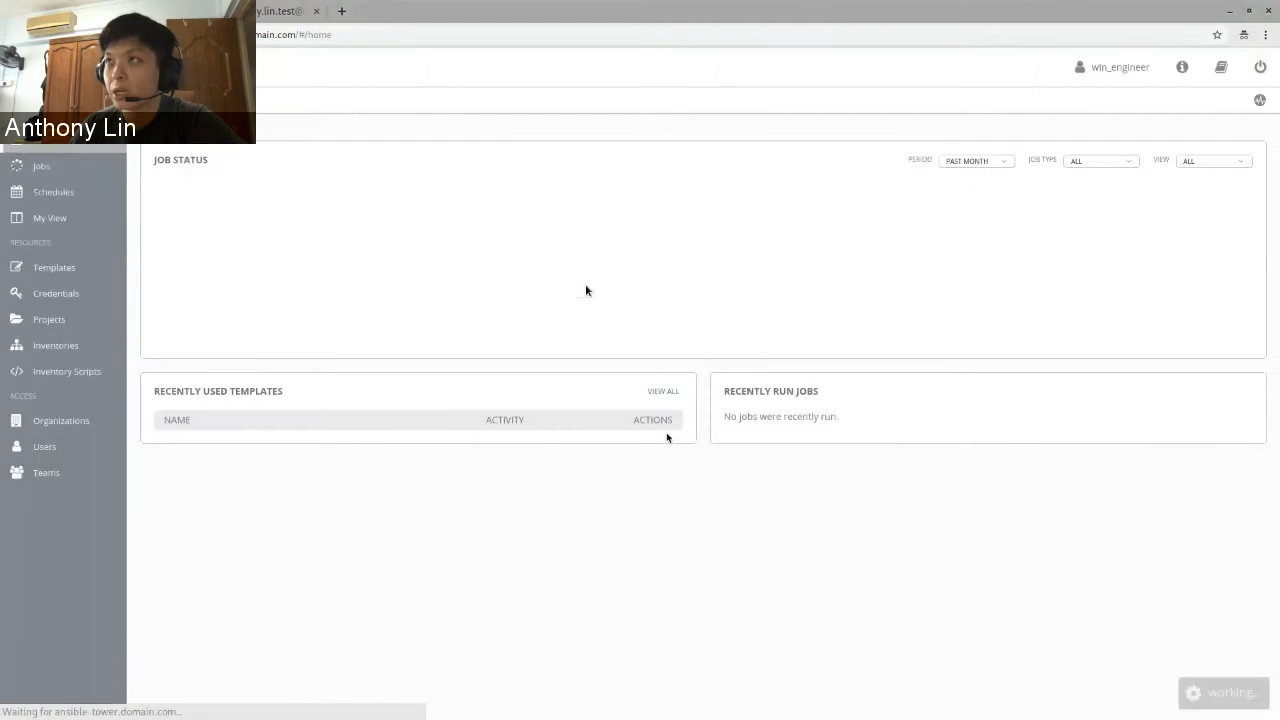 y.lin.test@
main.com/#/home
win_engineer
Anthony Lin
Jobs
Schedules
My View
RESOURCES
Templates
Credentials
Projects
Inventories
Inventory Scripts
ACCESS
Organizations
Users
Teams
JOB STATUS
PERIOD PAST MONTH JOB TYPE ALL VIEW ALL
RECENTLY USED TEMPLATES VIEW ALL
NAME ACTIVITY ACTIONS
RECENTLY RUN JOBS
No jobs were recently run.
working...
Waiting for ansible-tower.domain.com...